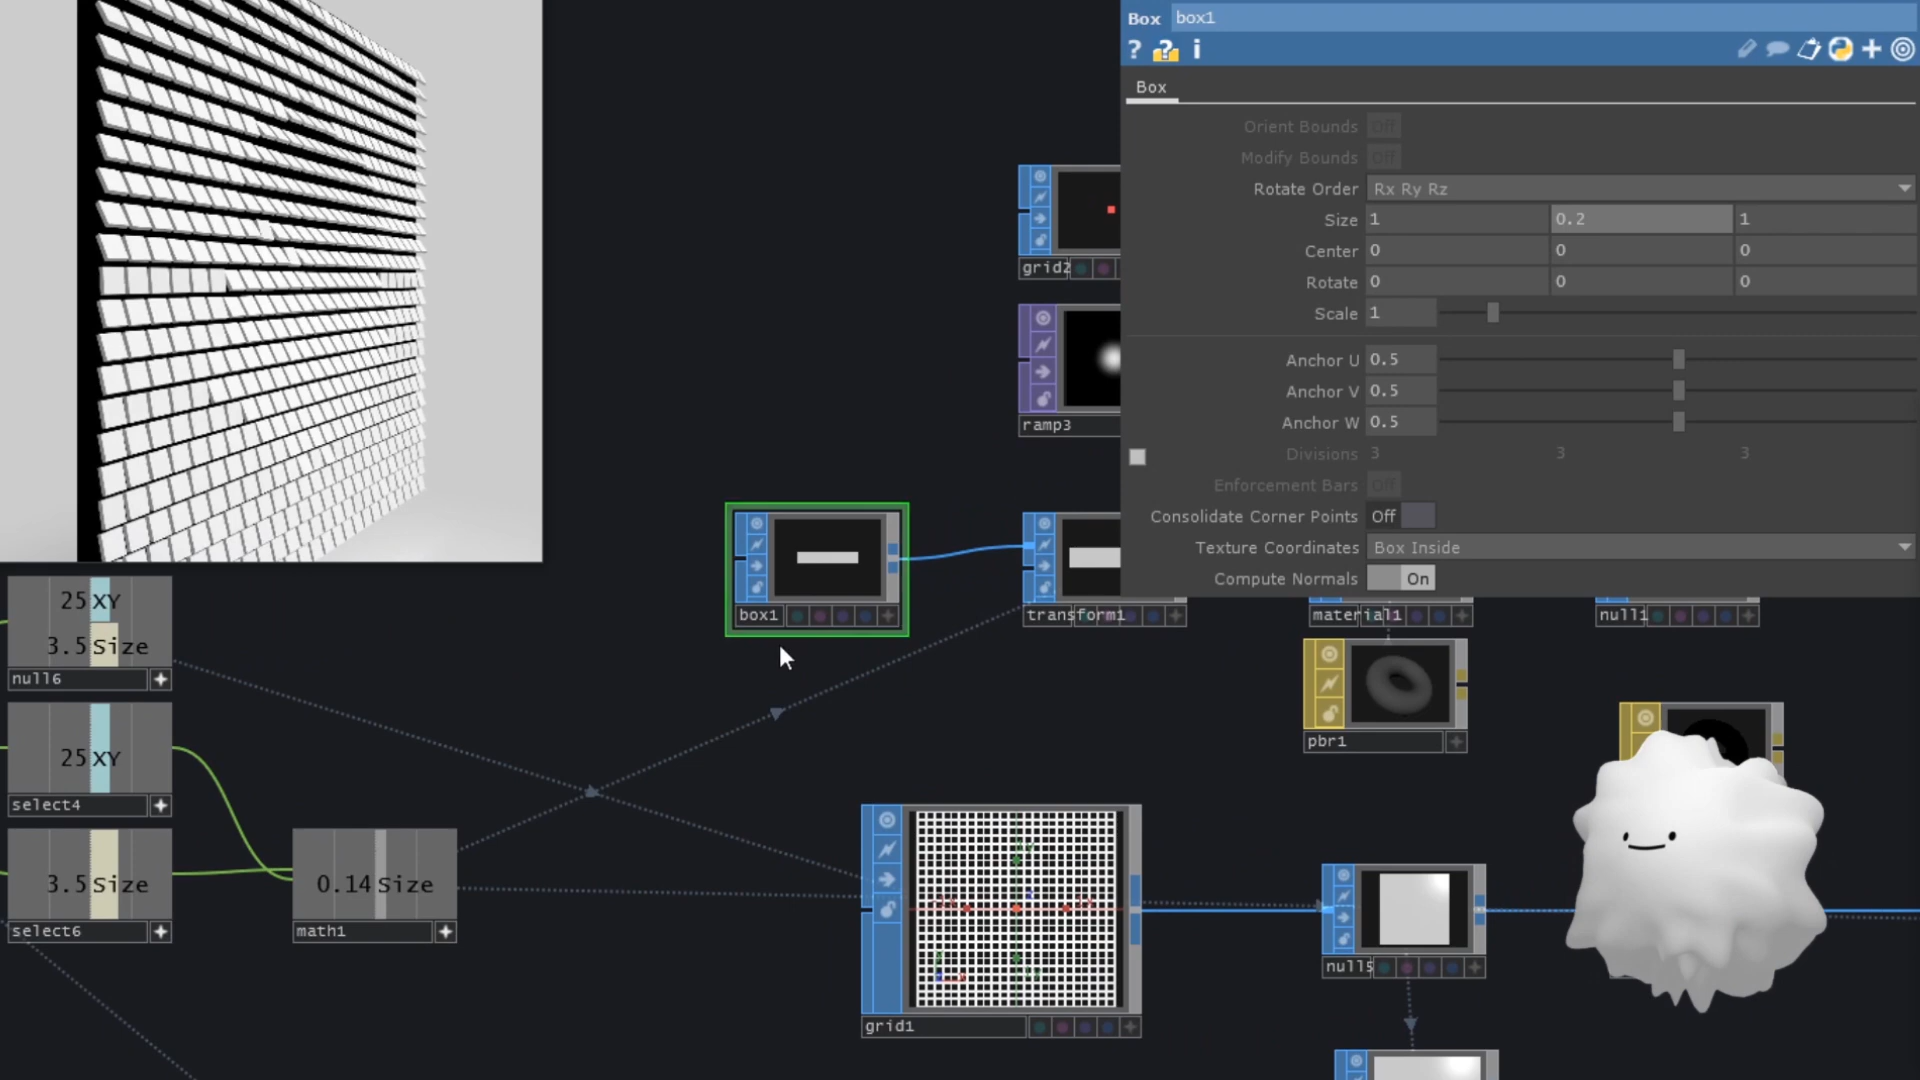 Box box1
? ? i
Box
Orient Bounds Off
Modify Bounds Off
Rotate Order Rx Ry Rz
Size 1 0.2 1
Center 0 0 0
Rotate 0 0 0
Scale 1
Anchor U 0.5
Anchor V 0.5
Anchor W 0.5
Divisions 3 3 3
Enforcement Bars Off
Consolidate Corner Points Off
Texture Coordinates Box Inside
Compute Normals On
grid2
ramp3
box1
transform1
material1
null1
pbr1
25 XY
3.5 Size
null6
25 XY
select4
3.5 Size
select6
0.14 Size
math1
grid1
null5